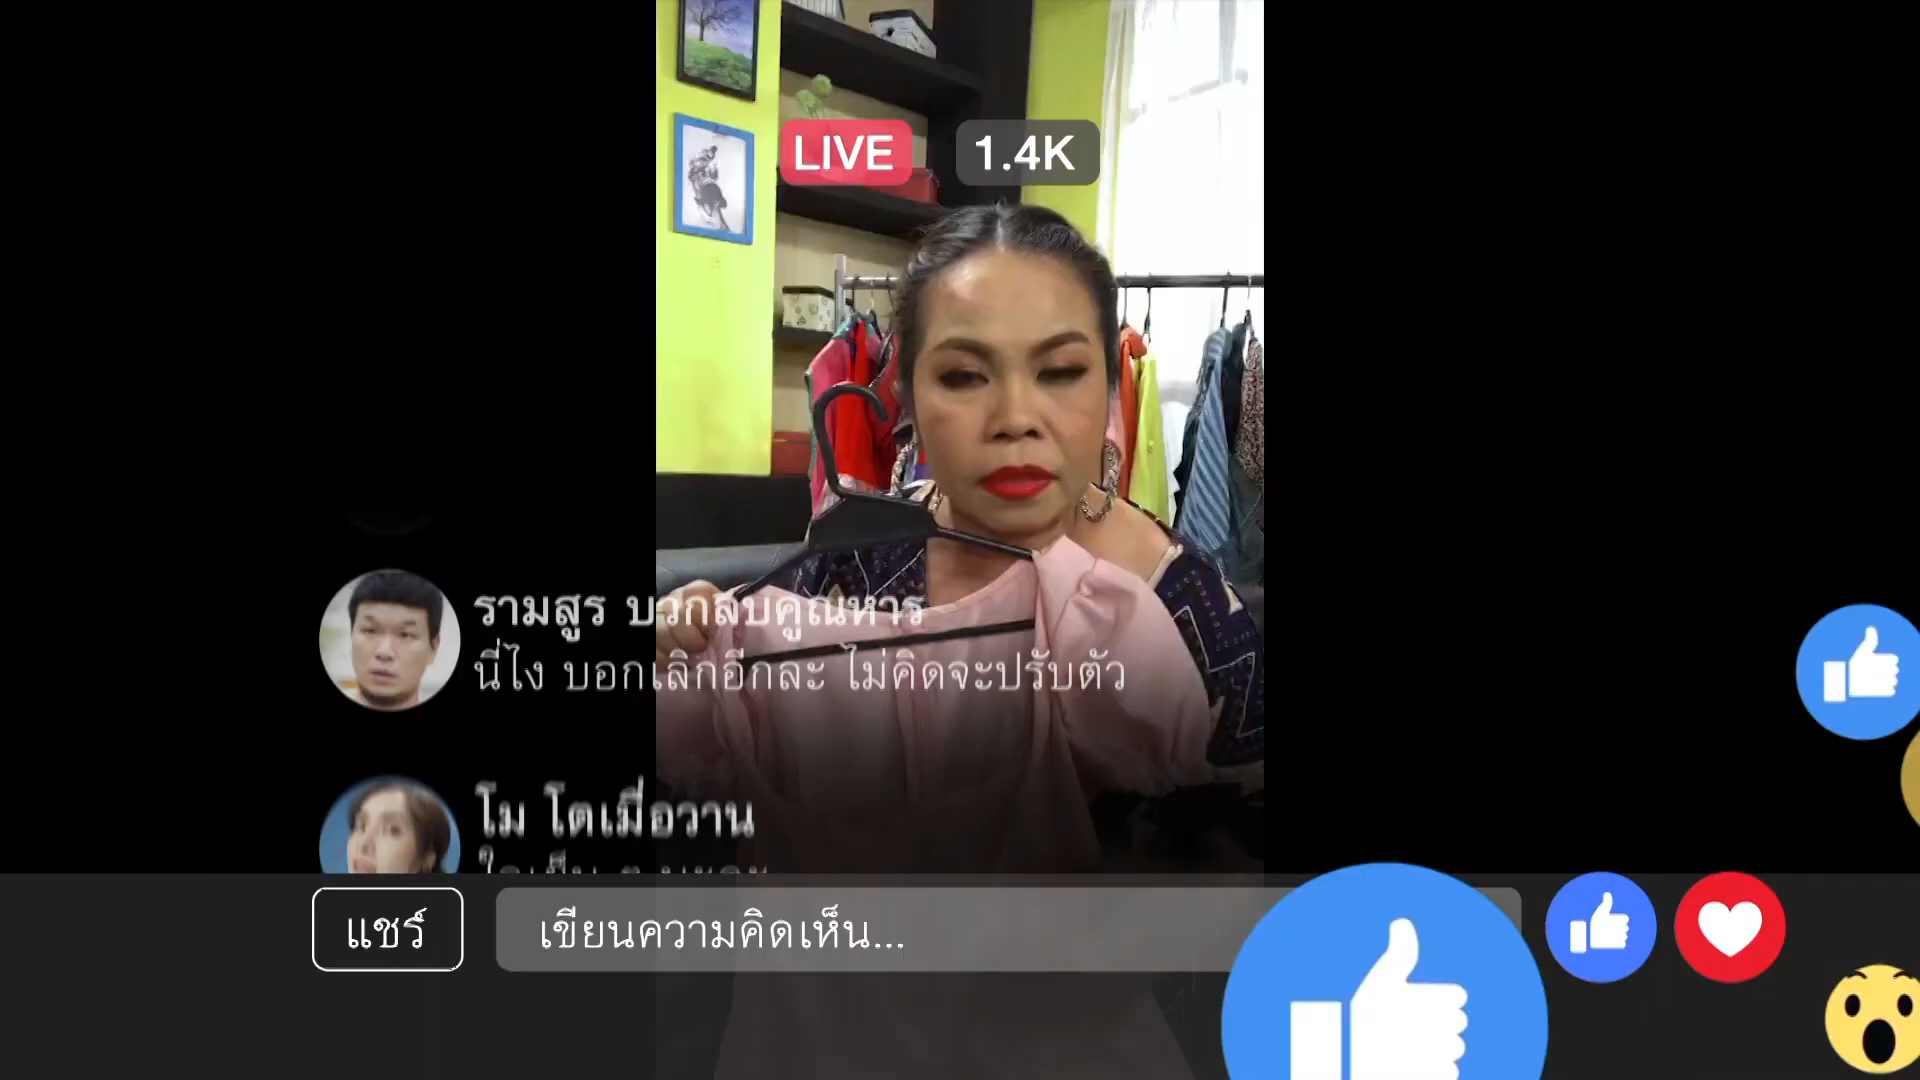 LIVE
1.4K
รามสูร บวกลบคูณหาร
นี่ไง บอกเลิกอีกละ ไม่คิดจะปรับตัว
โม โตเมื่อวาน
แชร์
เขียนความคิดเห็น...